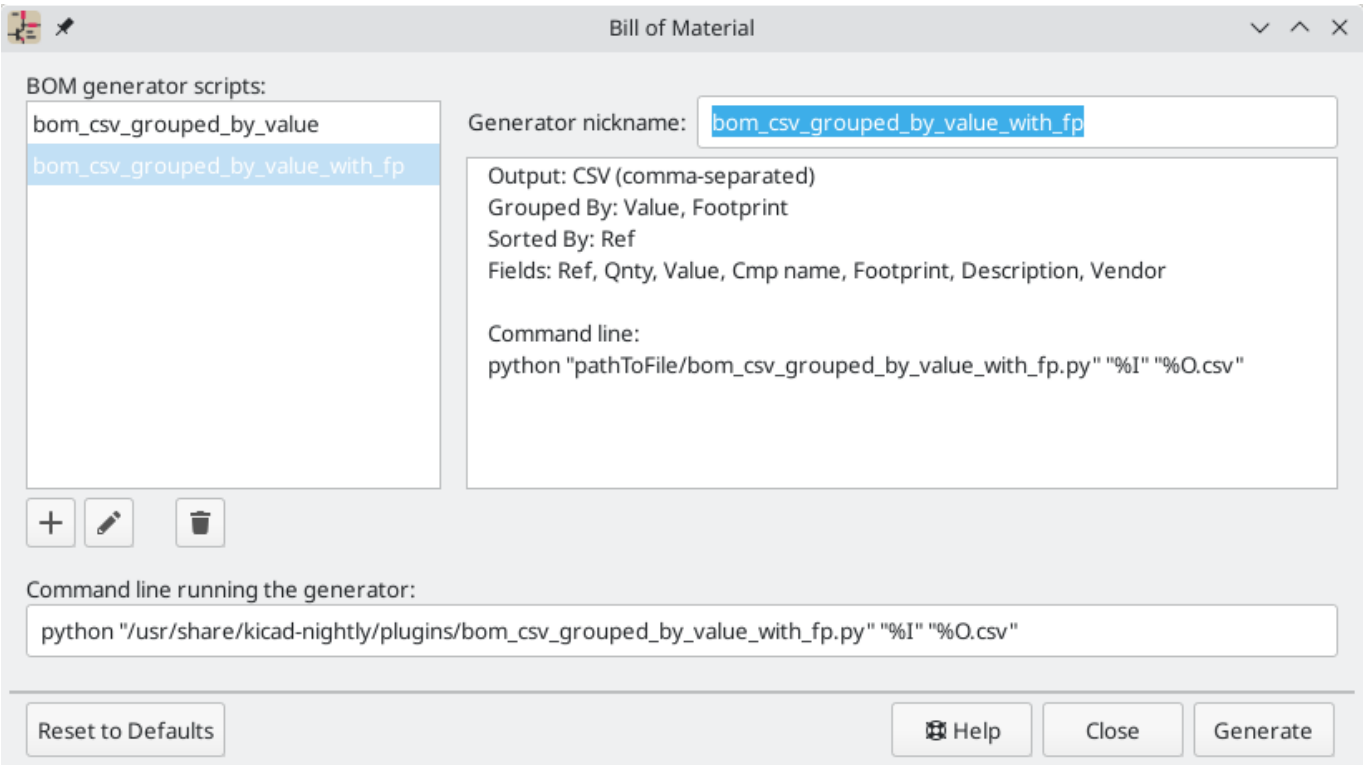 Bill of Material
BOM generator scripts:
bom_csv_grouped_by_value
bom_csv_grouped_by_value_with_fp
Generator nickname: bom_csv_grouped_by_value_with_fp
Output: CSV (comma-separated)
Grouped By: Value, Footprint
Sorted By: Ref
Fields: Ref, Qnty, Value, Cmp name, Footprint, Description, Vendor
Command line:
python "pathToFile/bom_csv_grouped_by_value_with_fp.py" "%I" "%O.csv"
Command line running the generator:
python "/usr/share/kicad-nightly/plugins/bom_csv_grouped_by_value_with_fp.py" "%I" "%O.csv"
Reset to Defaults
Help
Close
Generate